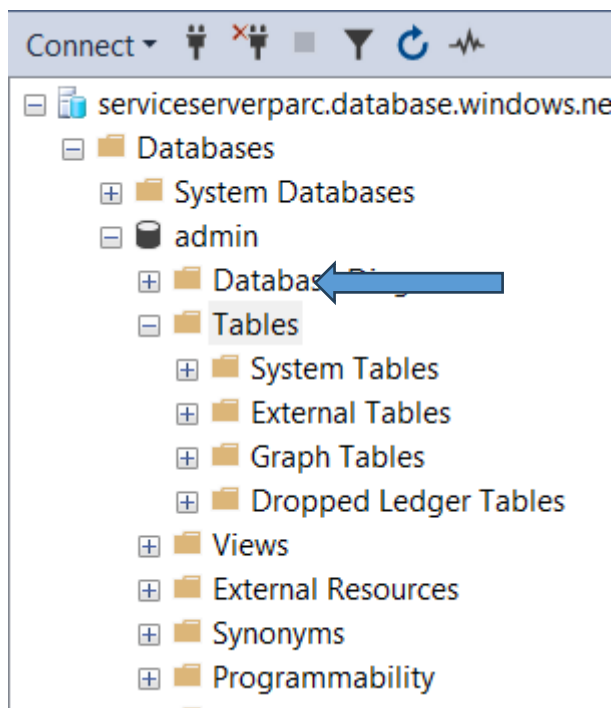 Connect
serviceserverparc.database.windows.ne
Databases
System Databases
admin
Databas
Tables
System Tables
External Tables
Graph Tables
Dropped Ledger Tables
Views
External Resources
Synonyms
Programmability